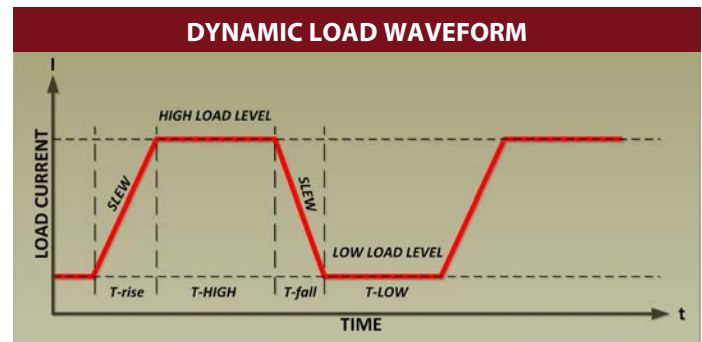 DYNAMIC LOAD WAVEFORM
I
HIGH LOAD LEVEL
LOAD CURRENT
SLEW
SLEW
LOW LOAD LEVEL
T-rise
T-HIGH
T-fall
T-LOW
t
TIME